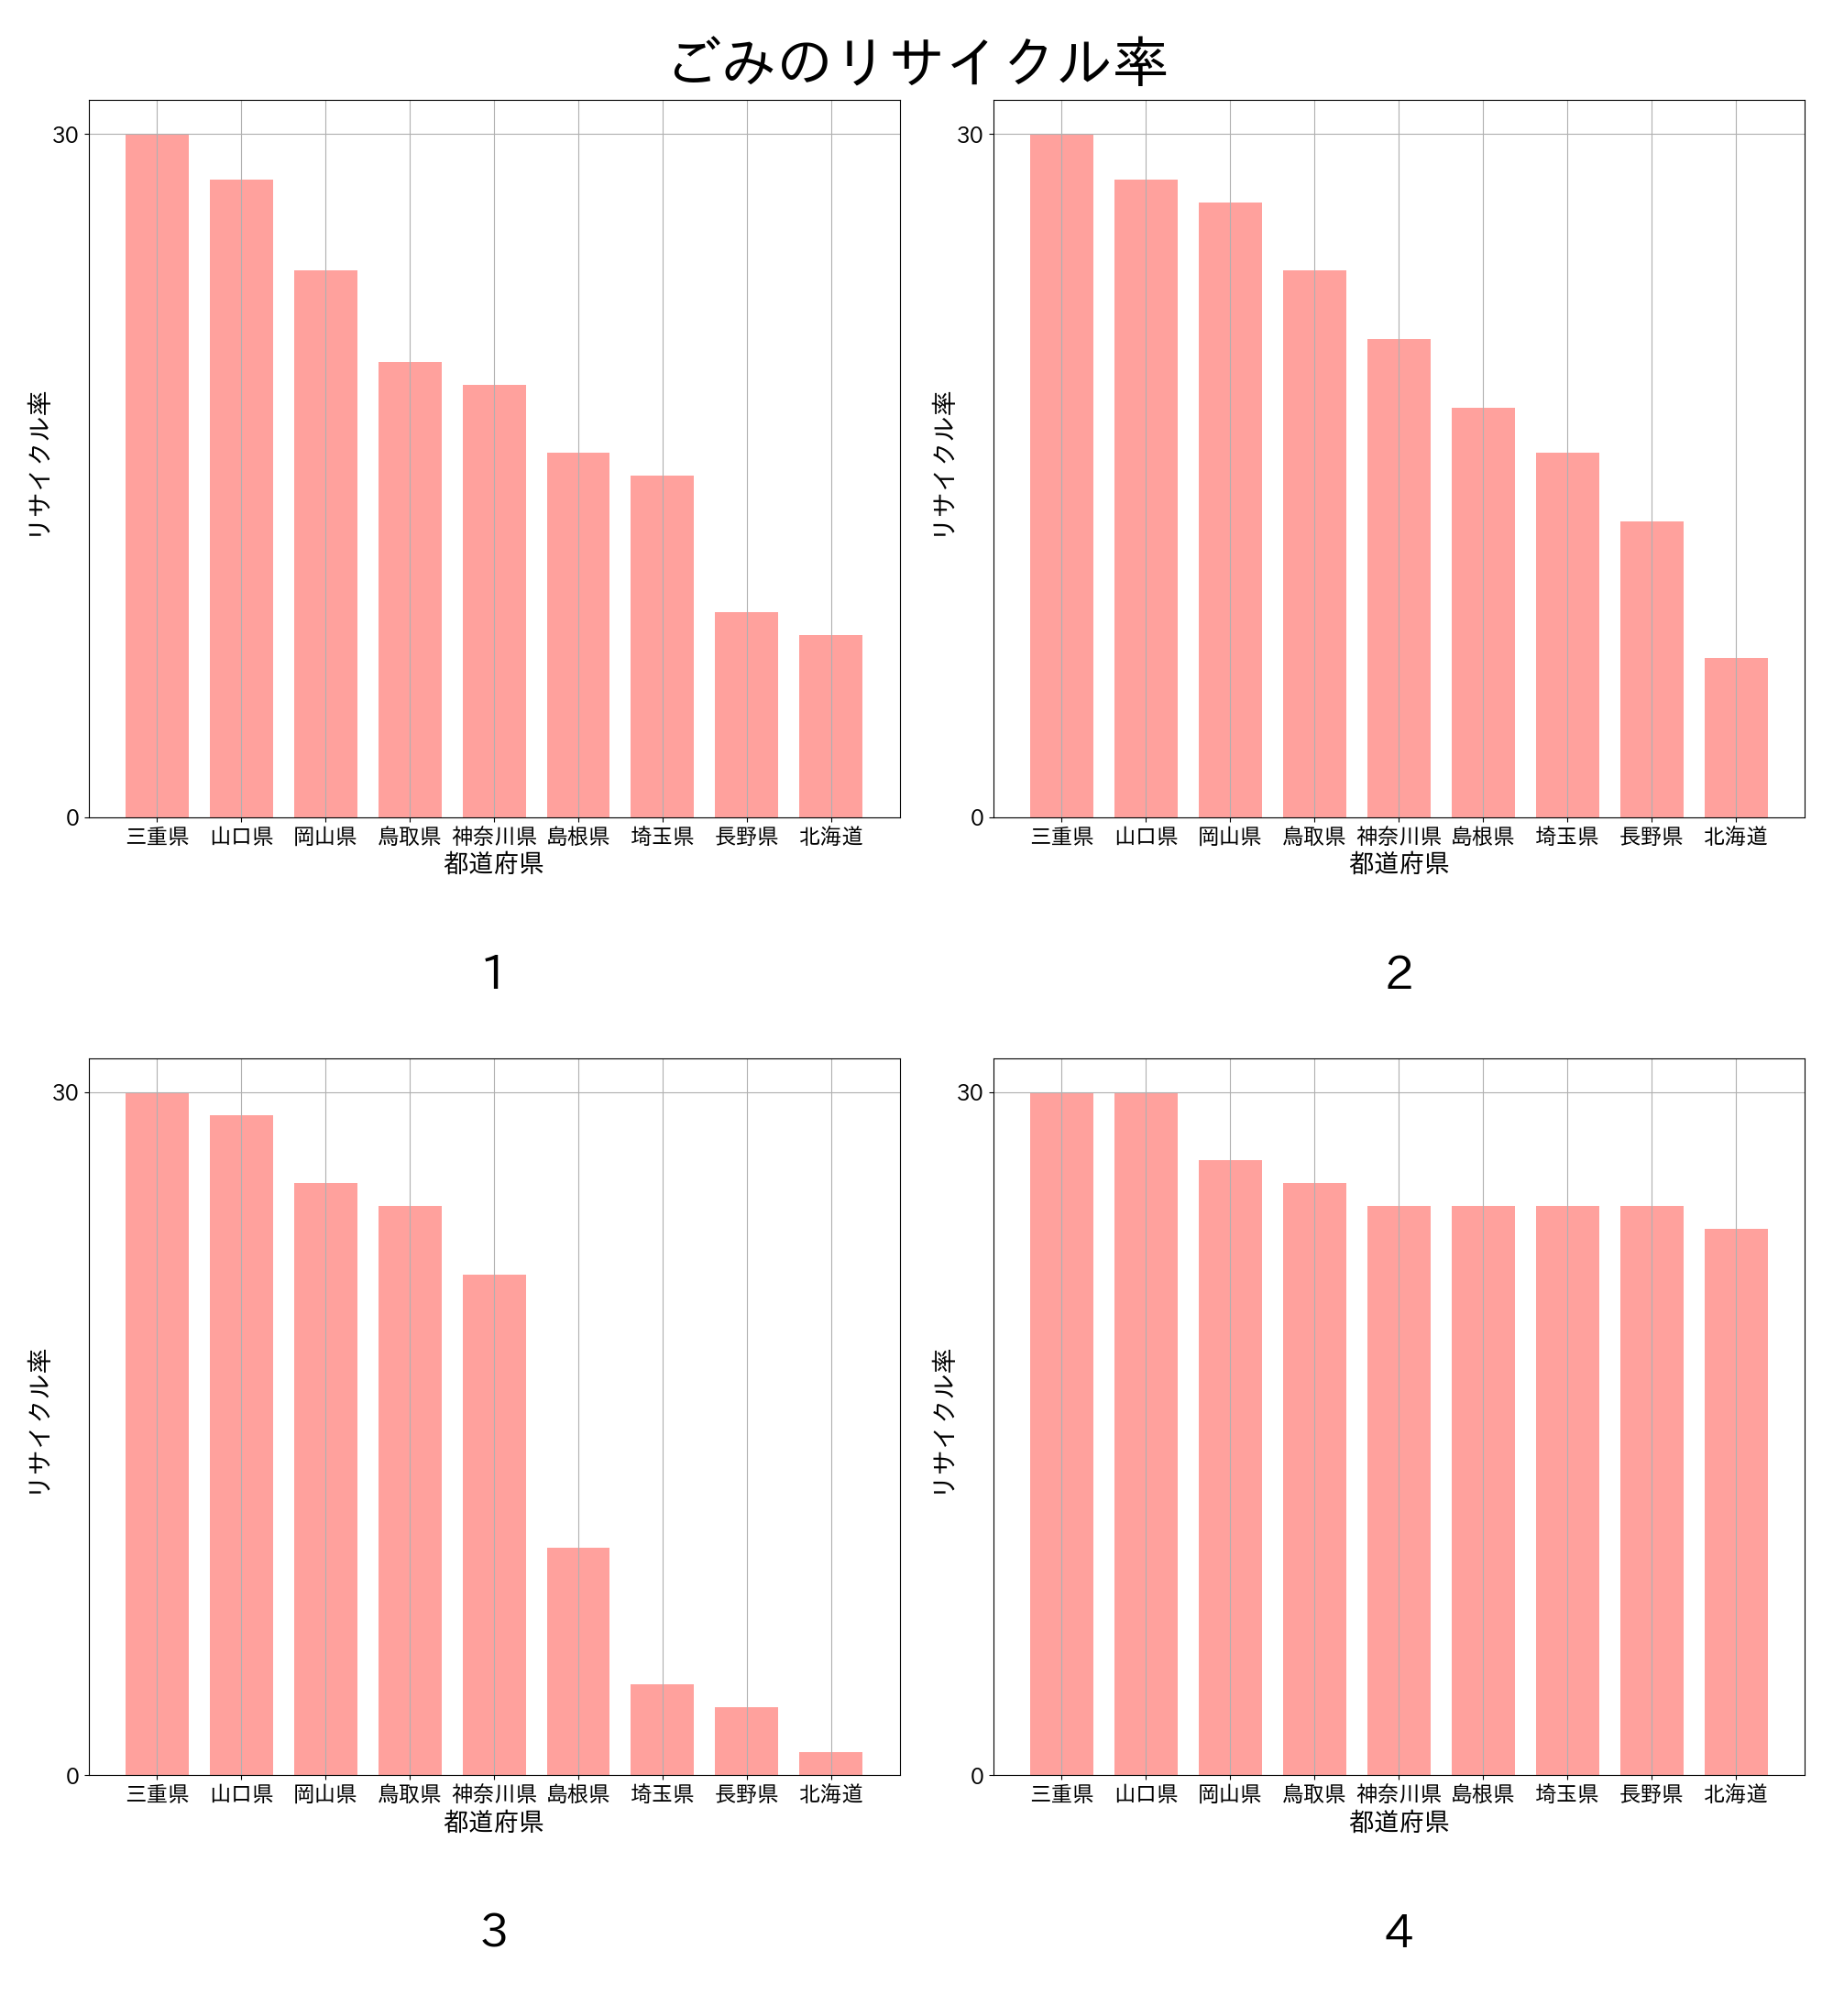 ごみのリサイクル率
30
0
リサイクル率
三重県 山口県 岡山県 鳥取県 神奈川県 島根県 埼玉県 長野県 北海道
都道府県
1
30
0
リサイクル率
三重県 山口県 岡山県 鳥取県 神奈川県 島根県 埼玉県 長野県 北海道
都道府県
2
30
0
リサイクル率
三重県 山口県 岡山県 鳥取県 神奈川県 島根県 埼玉県 長野県 北海道
都道府県
3
30
0
リサイクル率
三重県 山口県 岡山県 鳥取県 神奈川県 島根県 埼玉県 長野県 北海道
都道府県
4